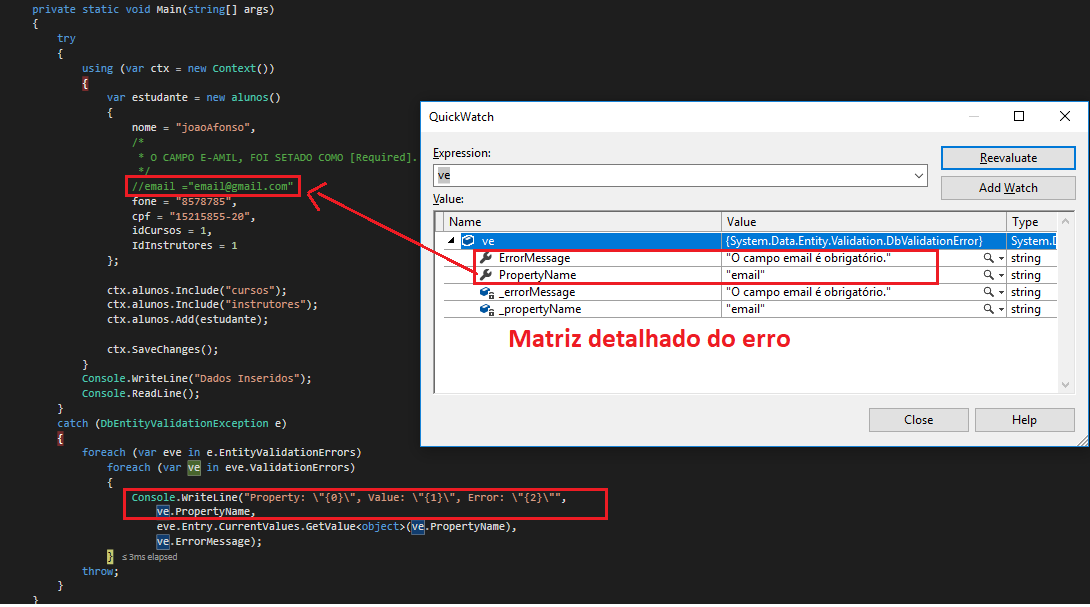 private static void Main(string[] args)
{
try
{
using (var ctx = new Context())
{
var estudante = new alunos()
{
nome = "joaoAfonso",
/*
* O CAMPO E-AMIL, FOI SETADO COMO [Required].
*/
//email ="email@gmail.com"
fone = "8578785",
cpf = "15215855-20",
idCursos = 1,
IdInstrutores = 1
};
ctx.alunos.Include("cursos");
ctx.alunos.Include("instrutores");
ctx.alunos.Add(estudante);
ctx.SaveChanges();
}
Console.WriteLine("Dados Inseridos");
Console.ReadLine();
}
catch (DbEntityValidationException e)
{
foreach (var eve in e.EntityValidationErrors)
foreach (var ve in eve.ValidationErrors)
{
Console.WriteLine("Property: \"{0}\", Value: \"{1}\", Error: \"{2}\"",
ve.PropertyName,
eve.Entry.CurrentValues.GetValue<object>(ve.PropertyName),
ve.ErrorMessage);
} ≤ 3ms elapsed
throw;
}
}
QuickWatch
Expression:
Reevaluate
ve
Add Watch
Value:
Name Value Type
ve {System.Data.Entity.Validation.DbValidationError} System.D
ErrorMessage "O campo email é obrigatório." string
PropertyName "email" string
_errorMessage "O campo email é obrigatório." string
_propertyName "email" string
Matriz detalhado do erro
Close Help